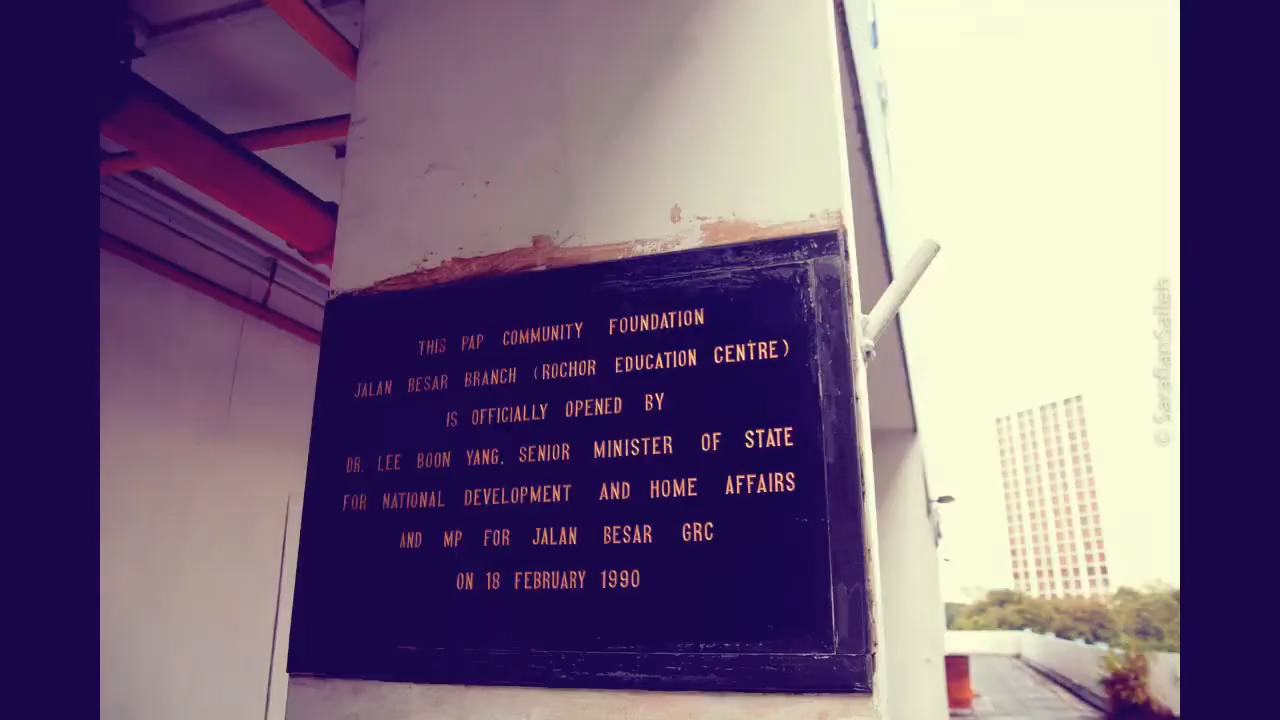 THIS PAP COMMUNITY FOUNDATION
JALAN BESAR BRANCH (ROCHOR EDUCATION CENTRE)
IS OFFICIALLY OPENED BY
DR. LEE BOON YANG, SENIOR MINISTER OF STATE
FOR NATIONAL DEVELOPMENT AND HOME AFFAIRS
AND MP FOR JALAN BESAR GRC
ON 18 FEBRUARY 1990
© SarafianSalleh